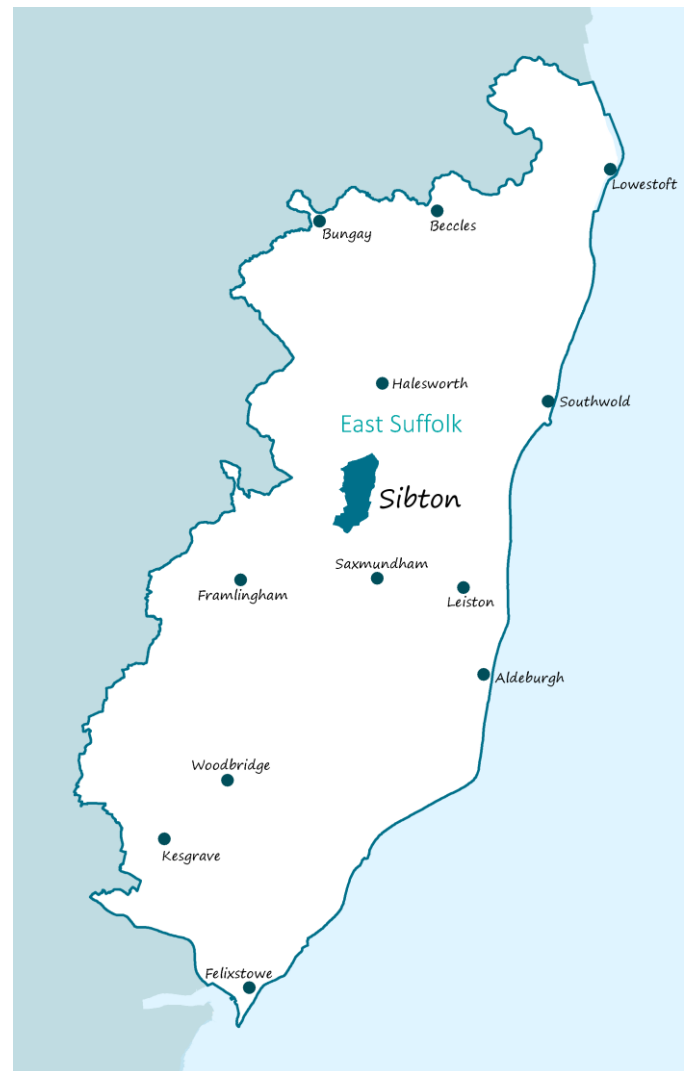 Lowestoft
Beccles
Bungay
Halesworth
Southwold
East Suffolk
Sibton
Saxmundham
Framlingham
Leiston
Aldeburgh
Woodbridge
Kesgrave
Felixstowe